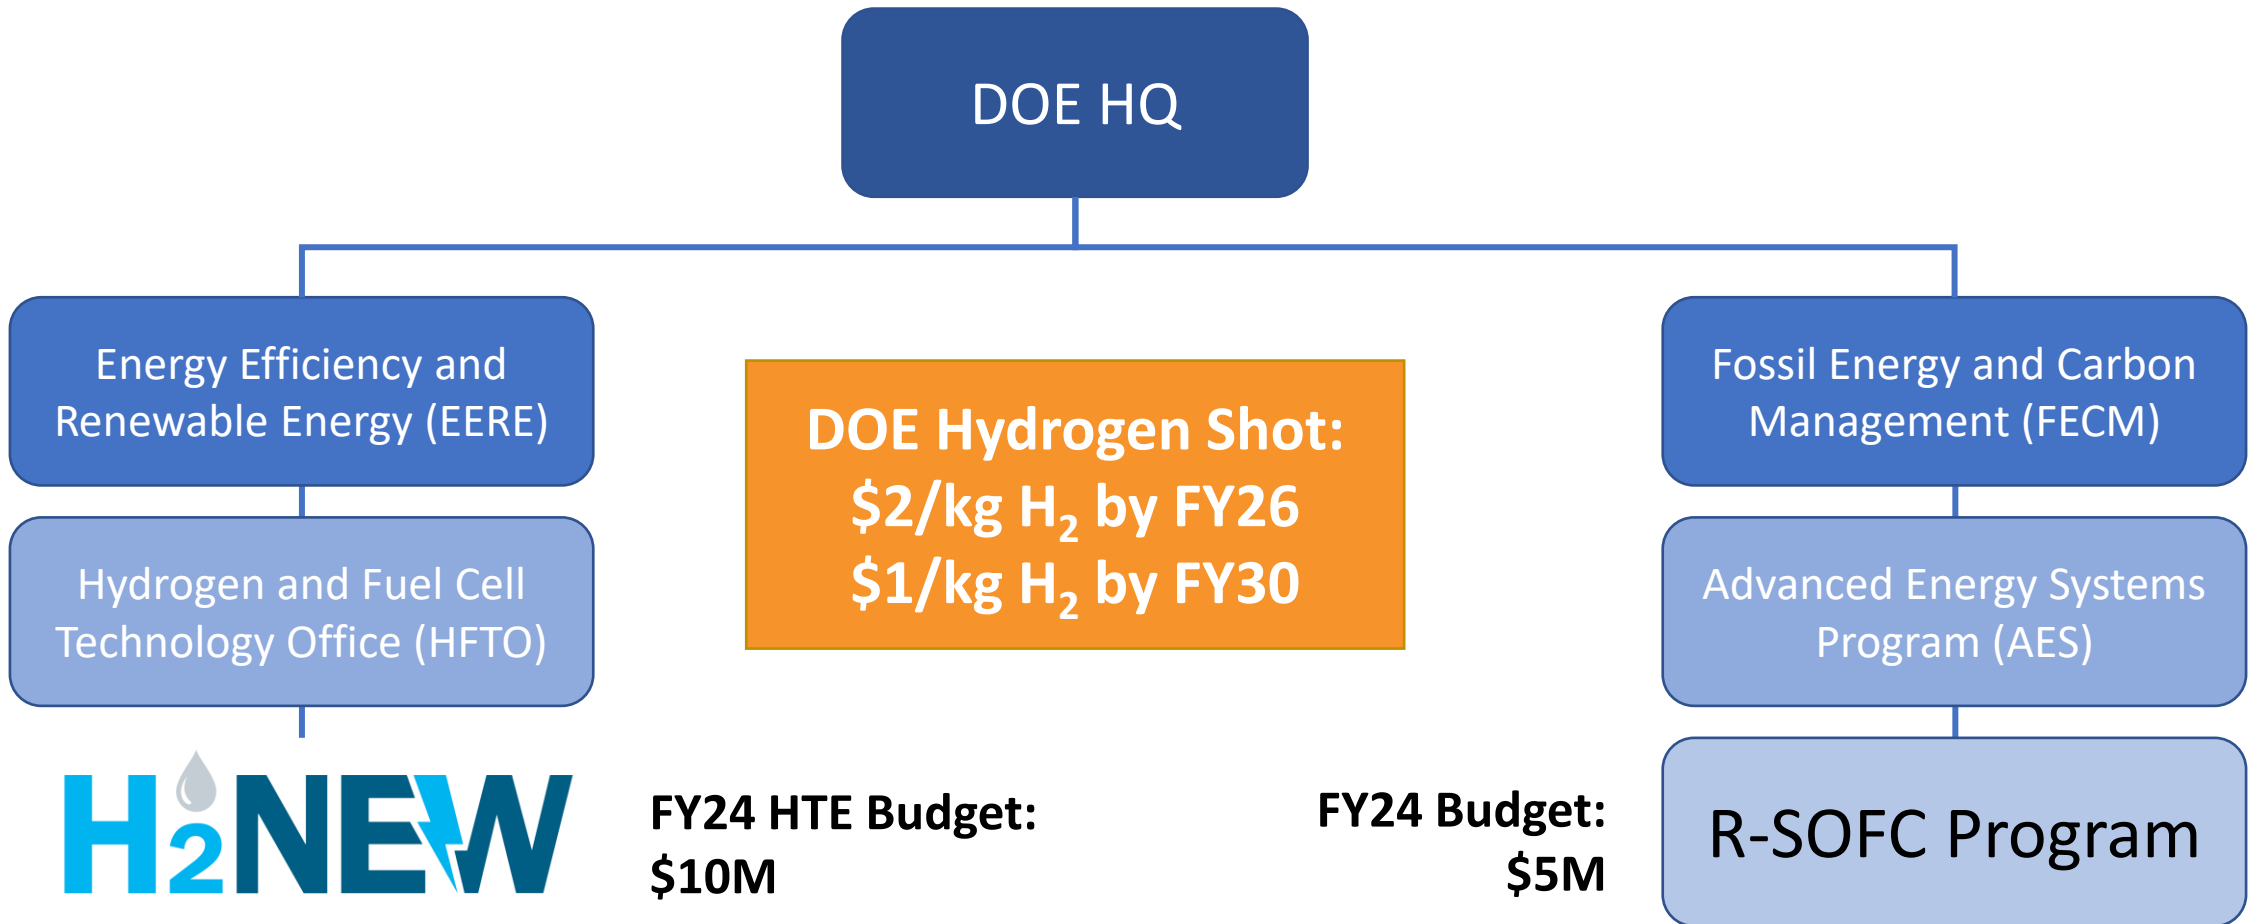 DOE HQ
Energy Efficiency and
Renewable Energy (EERE)
Hydrogen and Fuel Cell
Technology Office (HFTO)
H2NEW
FY24 HTE Budget:
$10M
DOE Hydrogen Shot:
$2/kg H₂ by FY26
$1/kg H₂ by FY30
Fossil Energy and Carbon
Management (FECM)
Advanced Energy Systems
Program (AES)
R-SOFC Program
FY24 Budget:
$5M